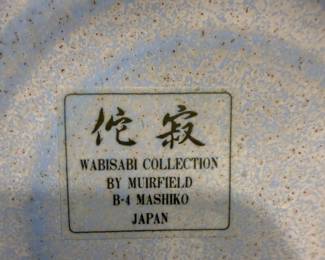 侘寂
WABISABI COLLECTION
BY MUIRFIELD
B-4 MASHIKO
JAPAN